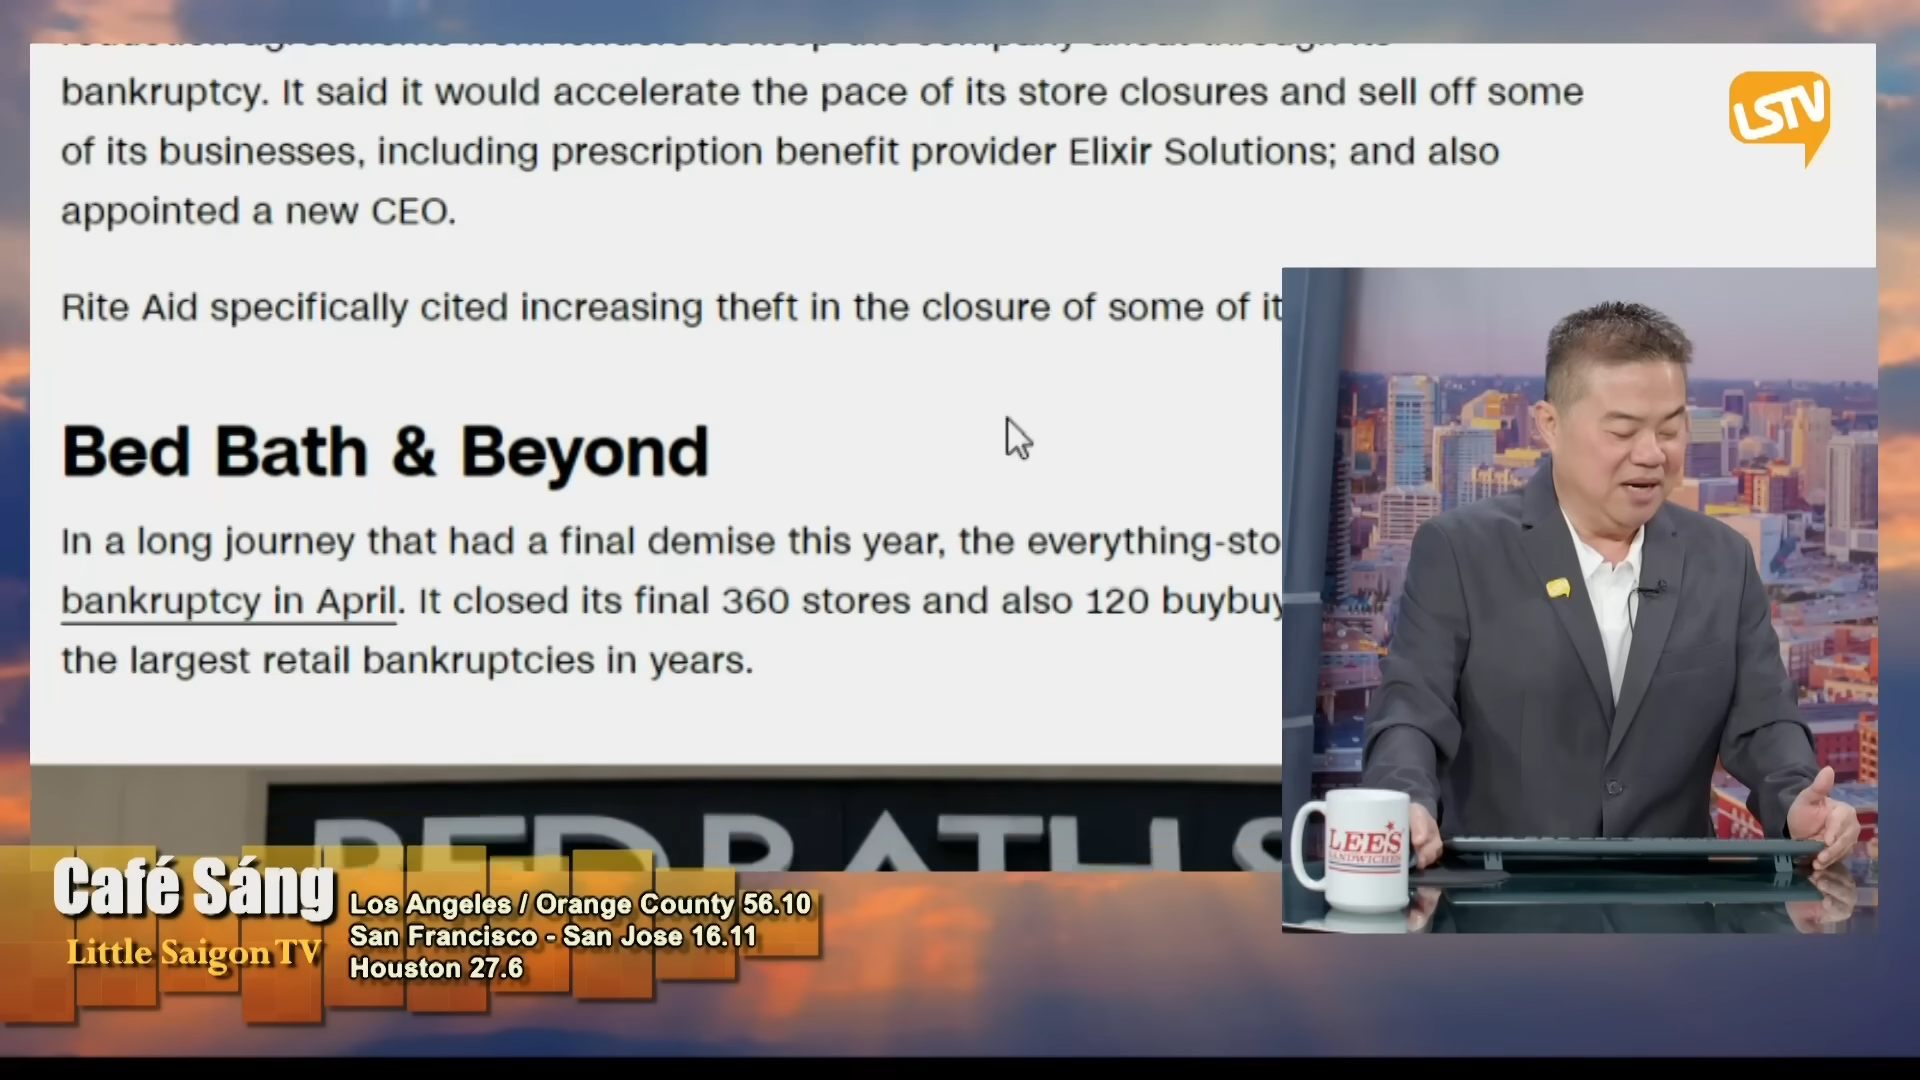 bankruptcy. It said it would accelerate the pace of its store closures and sell off some
of its businesses, including prescription benefit provider Elixir Solutions; and also
appointed a new CEO.
Rite Aid specifically cited increasing theft in the closure of some of it
Bed Bath & Beyond
In a long journey that had a final demise this year, the everything-sto
bankruptcy in April. It closed its final 360 stores and also 120 buybuy
the largest retail bankruptcies in years.
BED BATH &
LSTV
LEE'S
SANDWICHES
Café Sáng
Little Saigon TV
Los Angeles / Orange County 56.10
San Francisco - San Jose 16.11
Houston 27.6